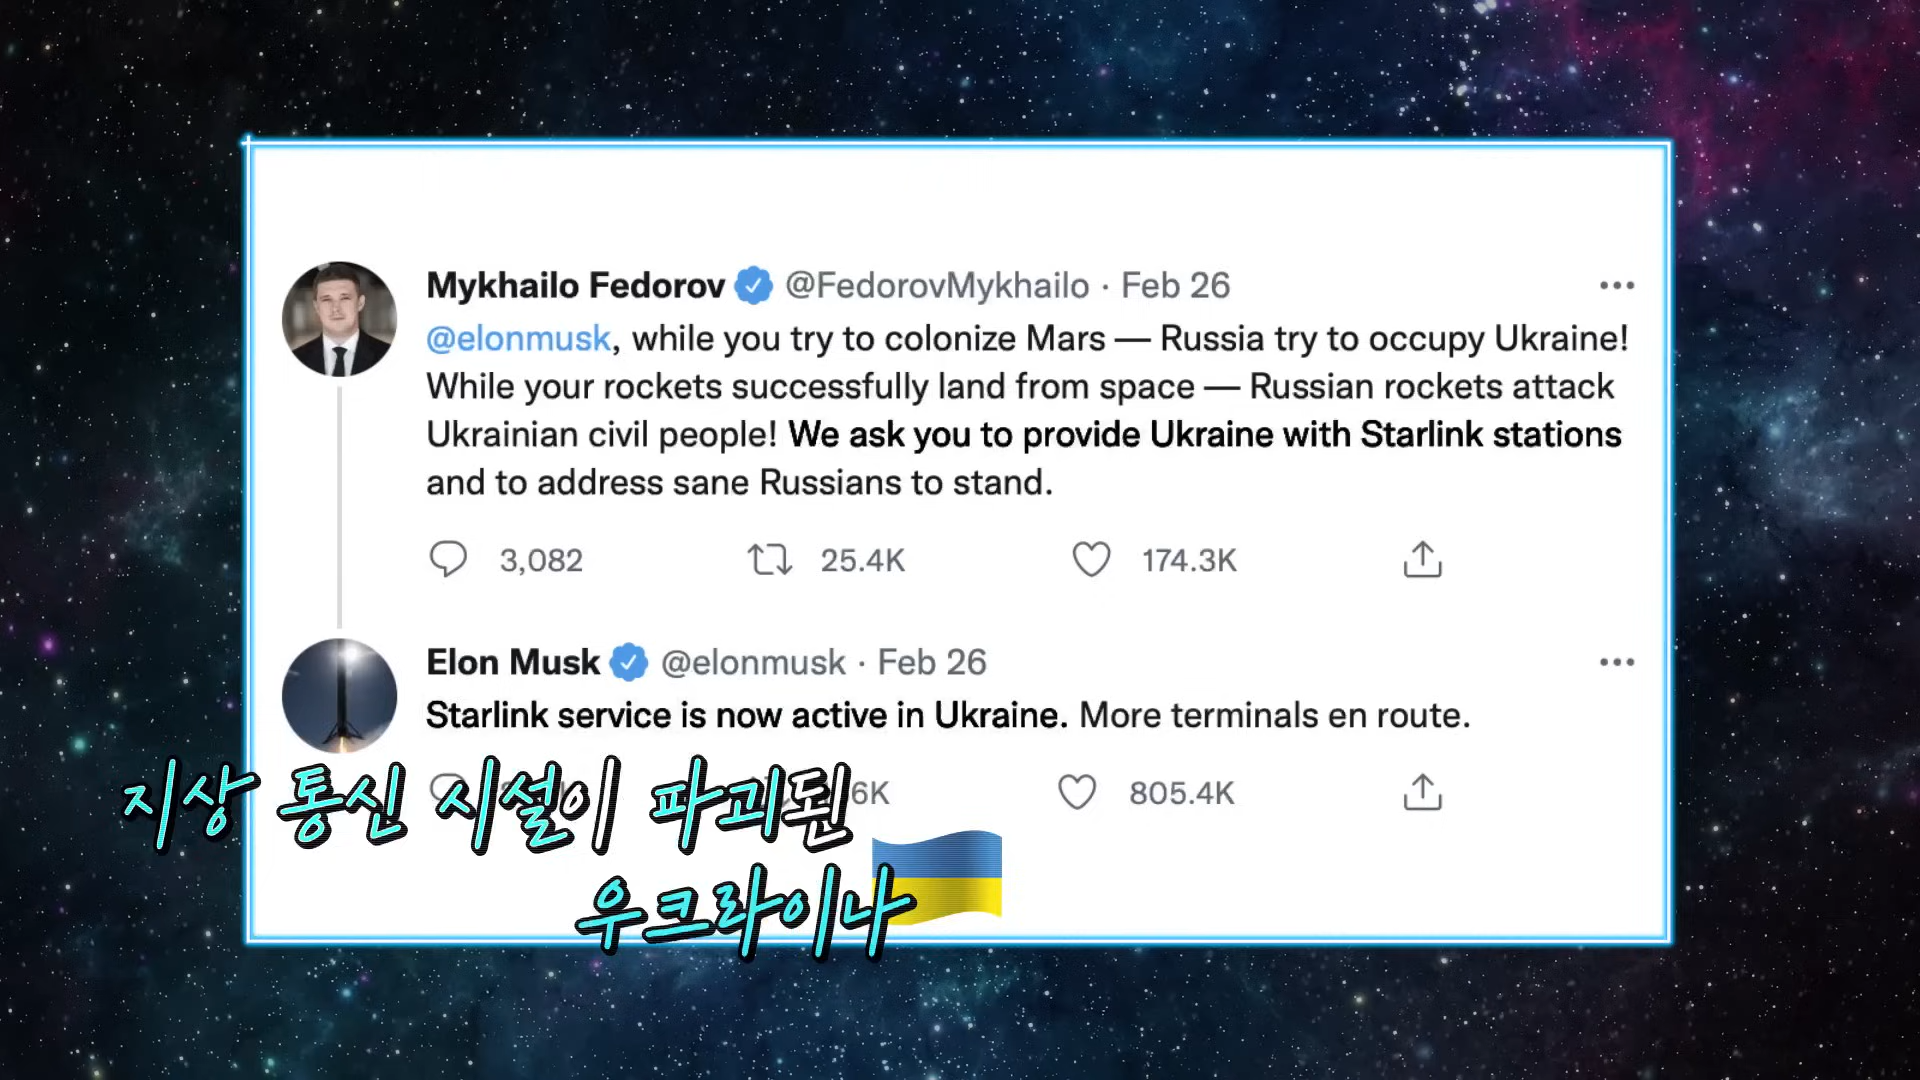 Mykhailo Fedorov @FedorovMykhailo · Feb 26
@elonmusk, while you try to colonize Mars — Russia try to occupy Ukraine!
While your rockets successfully land from space — Russian rockets attack
Ukrainian civil people! We ask you to provide Ukraine with Starlink stations
and to address sane Russians to stand.
3,082 25.4K 174.3K
Elon Musk @elonmusk · Feb 26
Starlink service is now active in Ukraine. More terminals en route.
805.4K
지상 통신 시설이 파괴된
우크라이나